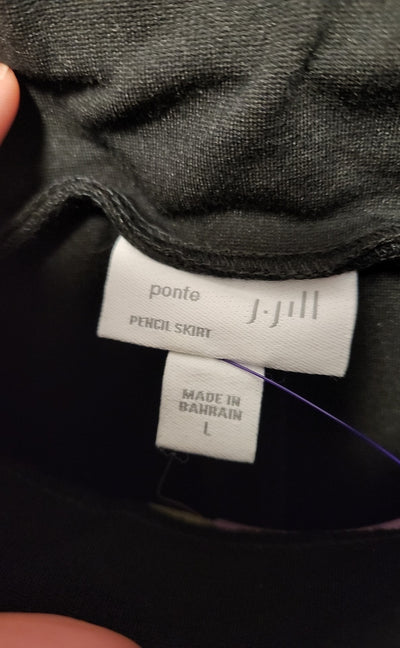 ponte
J.Jill
PENCIL SKIRT
MADE IN
BAHRAIN
L